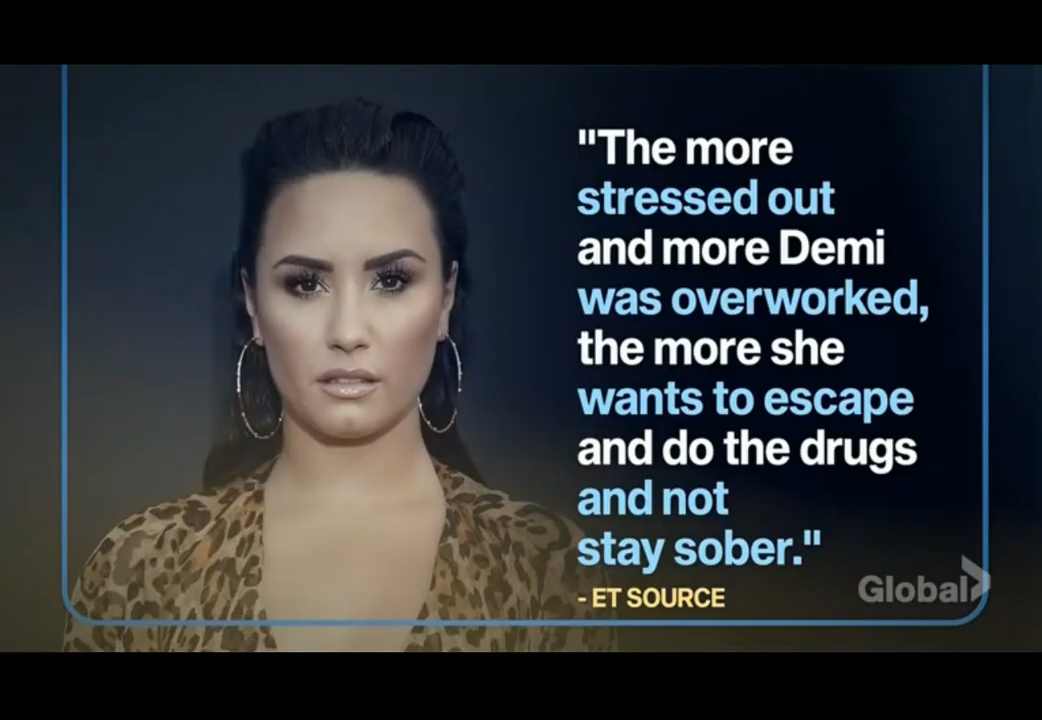 "The more
stressed out
and more Demi
was overworked,
the more she
wants to escape
and do the drugs
and not
stay sober."
- ET SOURCE
Global